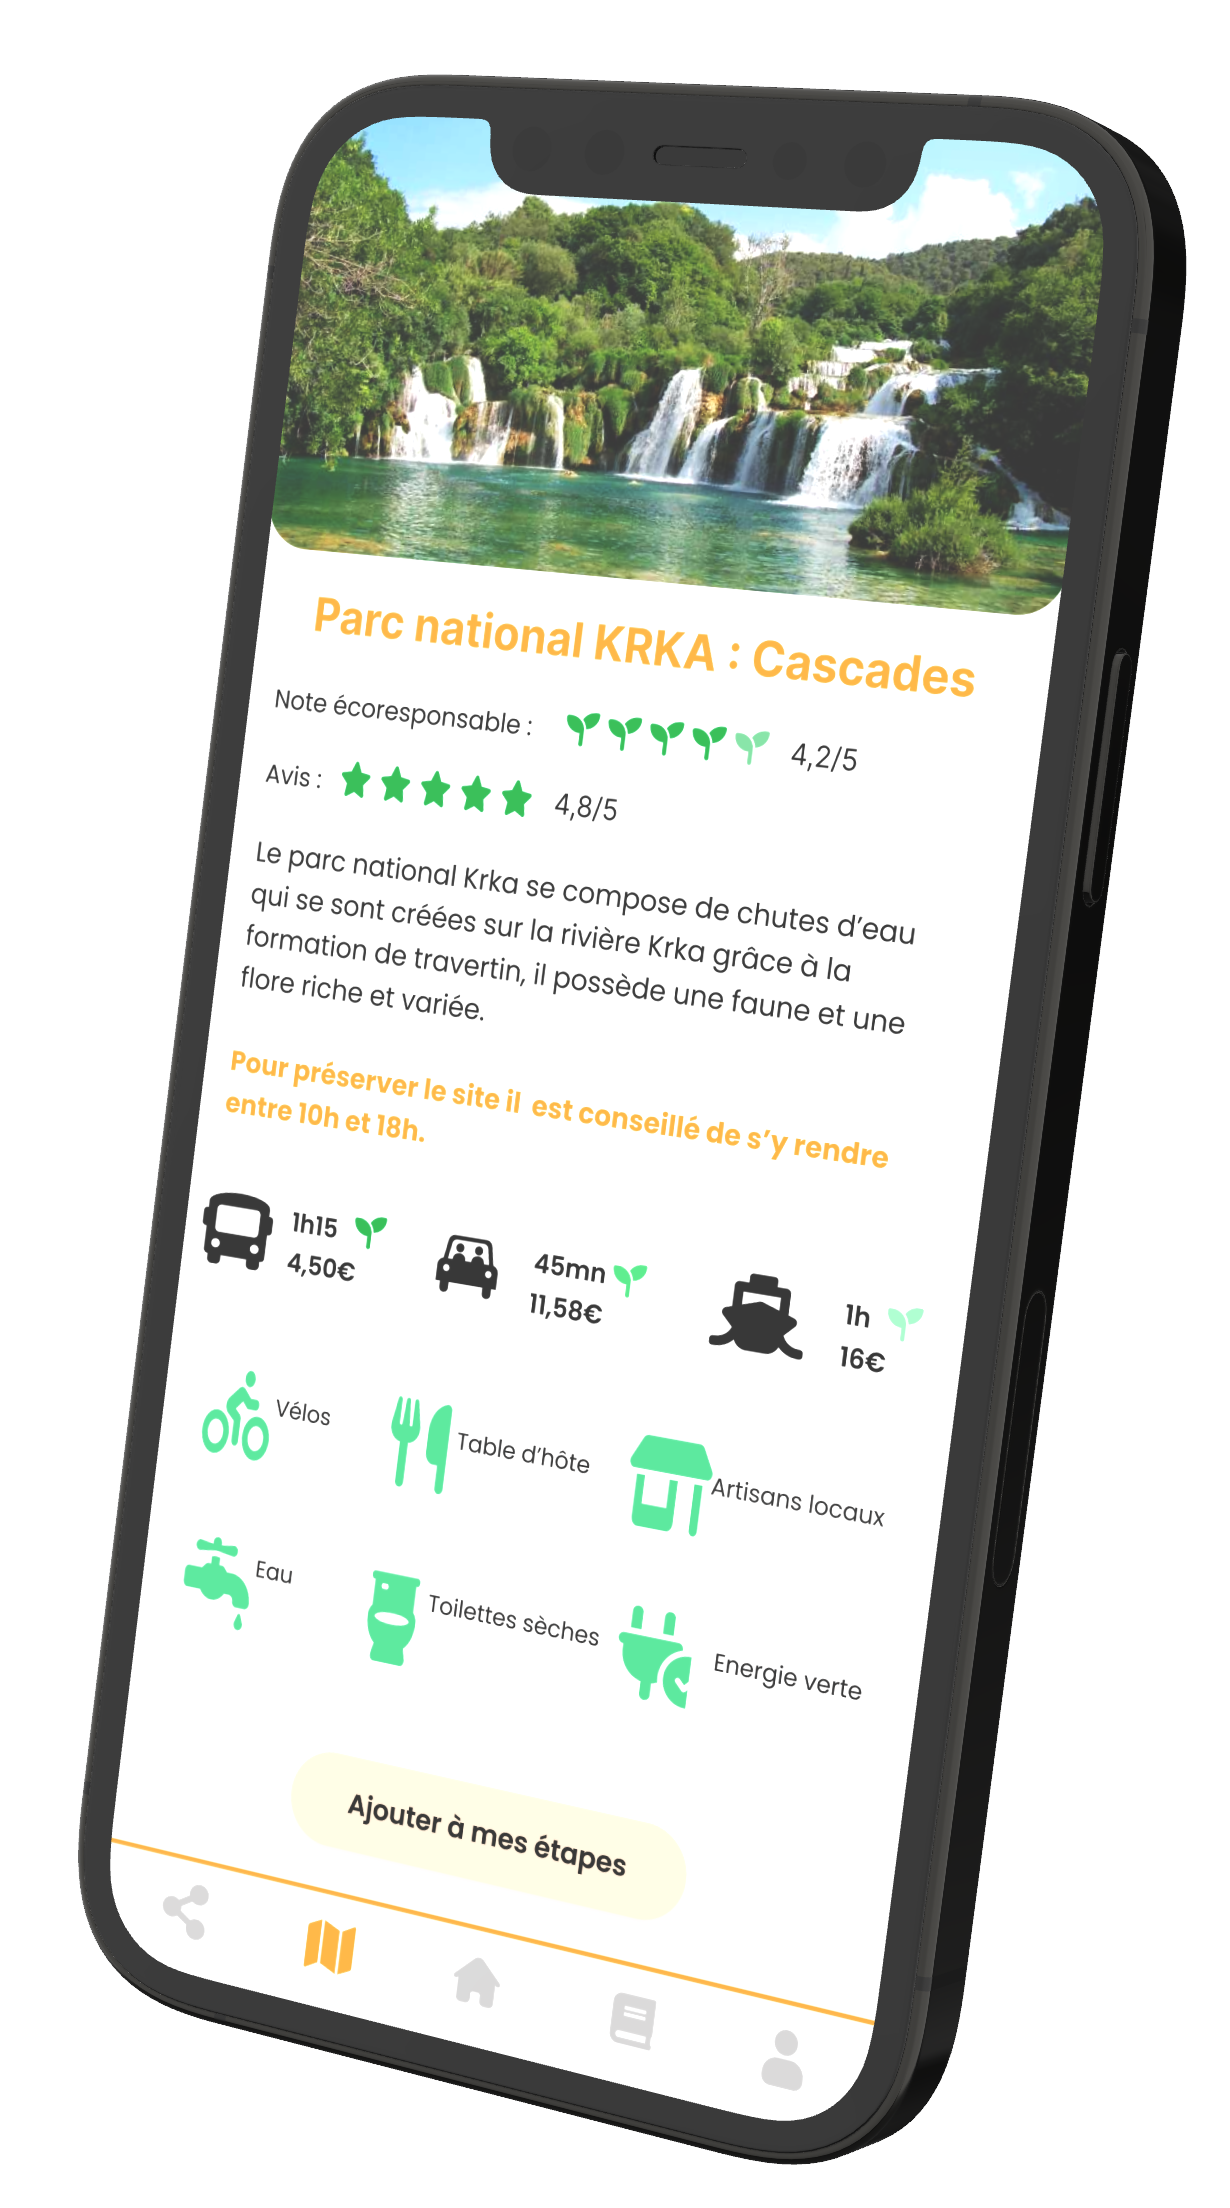 Parc national KRKA : Cascades
Note écoresponsable : 4,2/5
Avis : 4,8/5
Le parc national Krka se compose de chutes d’eau
qui se sont créées sur la rivière Krka grâce à la
formation de travertin, il possède une faune et une
flore riche et variée.
Pour préserver le site il est conseillé de s’y rendre
entre 10h et 18h.
1h15
4,50€
45mn
11,58€
1h
16€
Vélos
Table d’hôte
Artisans locaux
Eau
Toilettes sèches
Energie verte
Ajouter à mes étapes